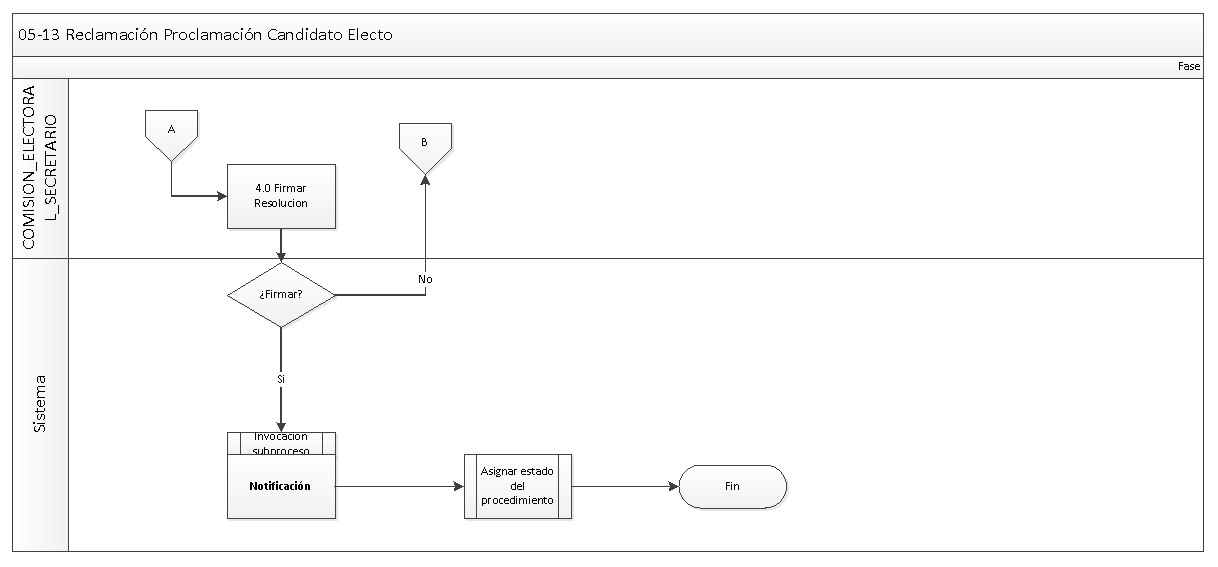 05-13 Reclamación Proclamación Candidato Electo
Fase
COMISION_ELECTORA
L_SECRETARIO
A
B
4.0 Firmar
Resolucion
¿Firmar?
No
Si
Sistema
Invocación
subproceso
Notificación
Asignar estado
del
procedimiento
Fin